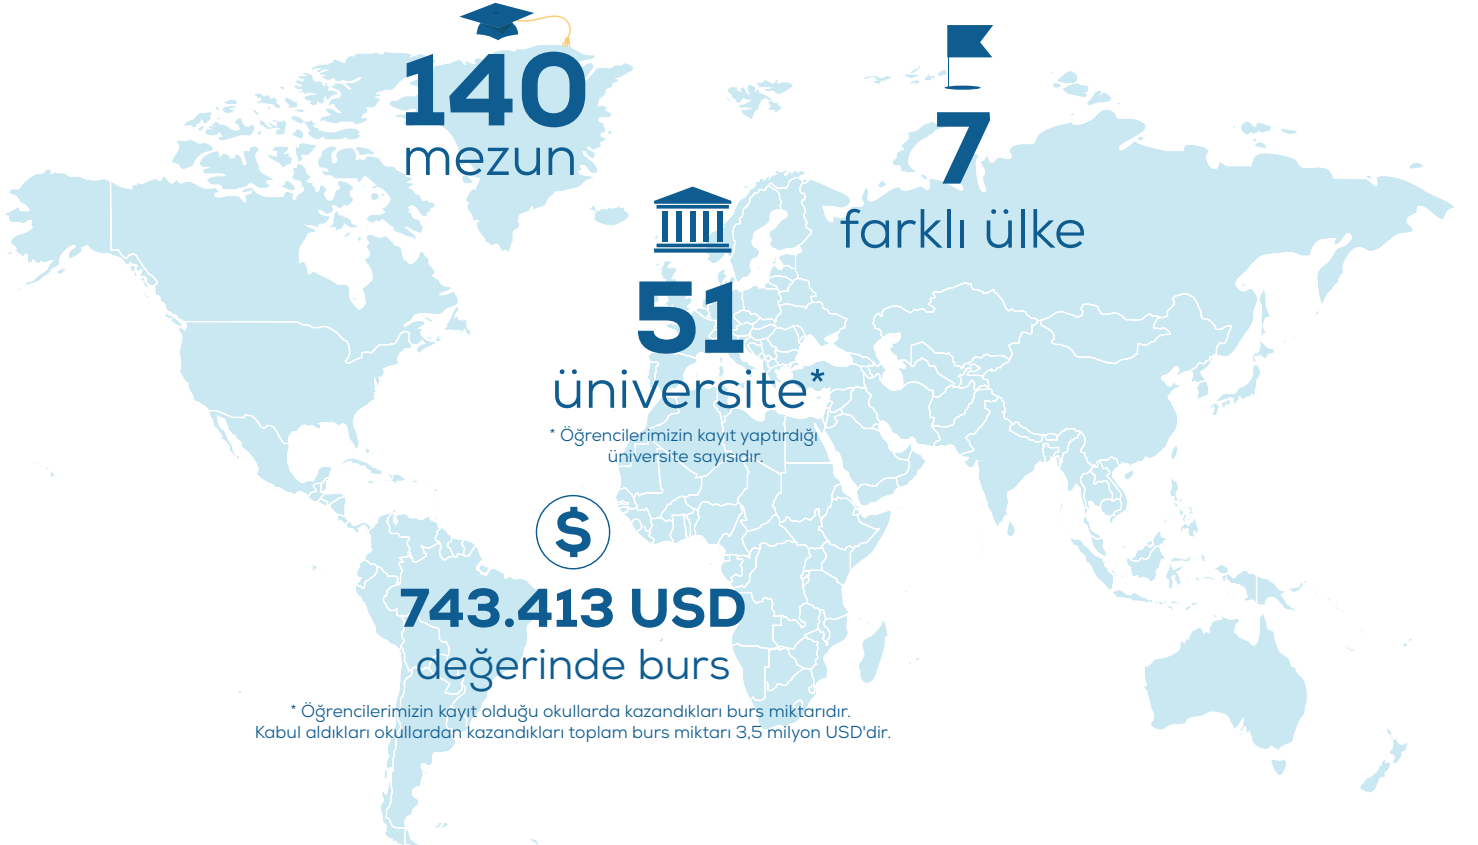 140
mezun
7
farklı ülke
51
üniversite*
* Öğrencilerimizin kayıt yaptırdığı
üniversite sayısıdır.
$
743.413 USD
değerinde burs
* Öğrencilerimizin kayıt olduğu okullarda kazandıkları burs miktarıdır.
Kabul aldıkları okullardan kazandıkları toplam burs miktarı 3,5 milyon USD'dir.